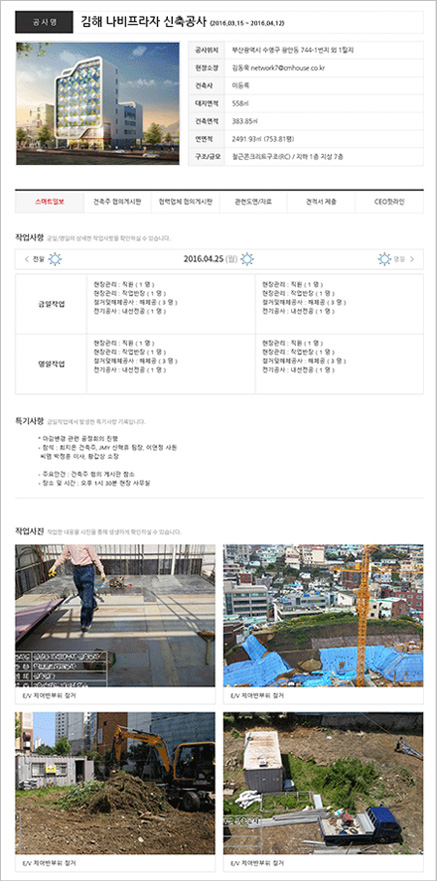 공 사 명
김해 나비프라자 신축공사 (2016,03,15 ~ 2016,04,12)
공사위치 부산광역시 수영구 광안동 744-1번지 외 1필지
현장소장 김동욱 network7@cmhouse.co.kr
건축사 이등록
대지면적 558㎡
건축면적 383.85㎡
연면적 2491.93㎡ (753.81평)
구조/규모 철근콘크리트구조(RC) / 지하 1층 지상 7층
스마트일보 건축주 협의게시판 협력업체 협의게시판 관련도면/자료 견적서 제출 CEO핫라인
작업사항 금일/명일의 상세한 작업사항을 확인하실 수 있습니다.
< 전일 2016.04.25 (월) 명일 >
금일작업
현장관리 : 직원 ( 1 명 )
현장관리 : 작업반장 ( 1 명 )
철거및해체공사 : 해체공 ( 3 명 )
전기공사 : 내선전공 ( 1 명 )
현장관리 : 직원 ( 1 명 )
현장관리 : 작업반장 ( 1 명 )
철거및해체공사 : 해체공 ( 3 명 )
전기공사 : 내선전공 ( 1 명 )
명일작업
현장관리 : 직원 ( 1 명 )
현장관리 : 작업반장 ( 1 명 )
철거및해체공사 : 해체공 ( 3 명 )
전기공사 : 내선전공 ( 1 명 )
현장관리 : 직원 ( 1 명 )
현장관리 : 작업반장 ( 1 명 )
철거및해체공사 : 해체공 ( 3 명 )
전기공사 : 내선전공 ( 1 명 )
특기사항 금일작업에서 발생한 특기사항 기록입니다.
* 마감변경 관련 공정회의 진행
- 참석 : 최지은 건축주, JMY 신혁휴 팀장, 이연정 사원
씨엠 박정훈 이사, 황갑상 소장
- 주요안건 : 건축주 협의 게시판 참조
- 장소 및 시간 : 오후 1시 30분 현장 사무실
작업사진 작업한 내용을 사진을 통해 생생하게 확인하실 수 있습니다.
E/V 제어반부위 철거
E/V 제어반부위 철거
E/V 제어반부위 철거
E/V 제어반부위 철거